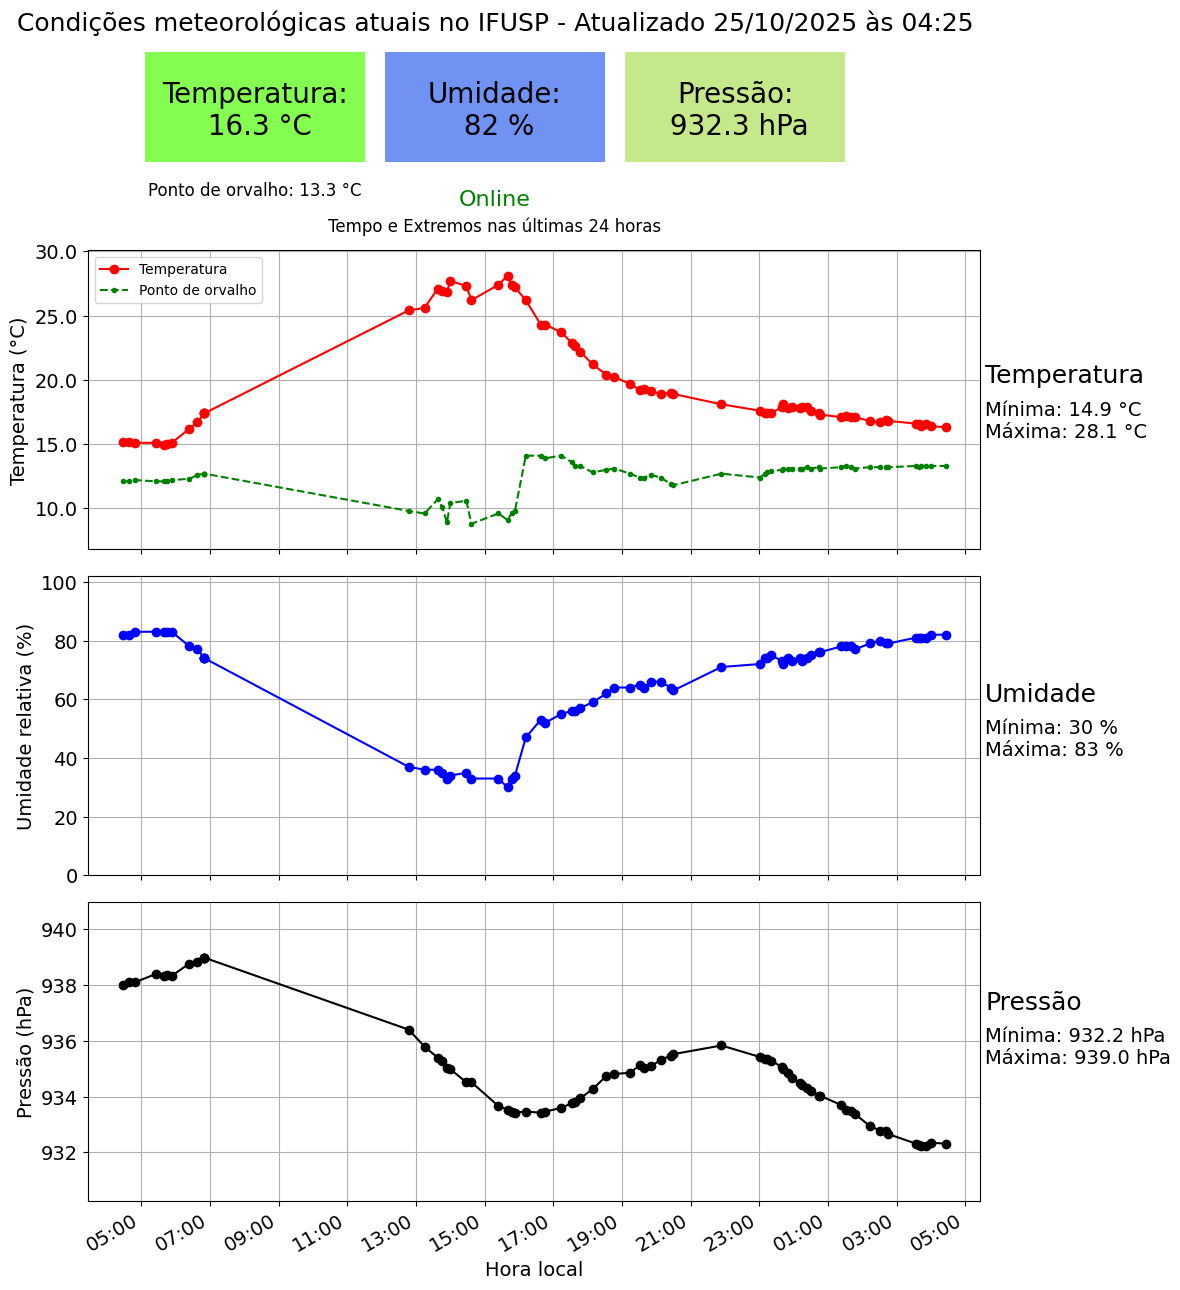 Condições meteorológicas atuais no IFUSP - Atualizado 25/10/2025 às 04:25
Temperatura:
16.3 °C
Umidade:
82 %
Pressão:
932.3 hPa
Ponto de orvalho: 13.3 °C
Online
Tempo e Extremos nas últimas 24 horas
Temperatura
Ponto de orvalho
Temperatura (°C)
30.0
25.0
20.0
15.0
10.0
Temperatura
Mínima: 14.9 °C
Máxima: 28.1 °C
Umidade relativa (%)
100
80
60
40
20
0
Umidade
Mínima: 30 %
Máxima: 83 %
Pressão (hPa)
940
938
936
934
932
Pressão
Mínima: 932.2 hPa
Máxima: 939.0 hPa
05:00 07:00 09:00 11:00 13:00 15:00 17:00 19:00 21:00 23:00 01:00 03:00 05:00
Hora local